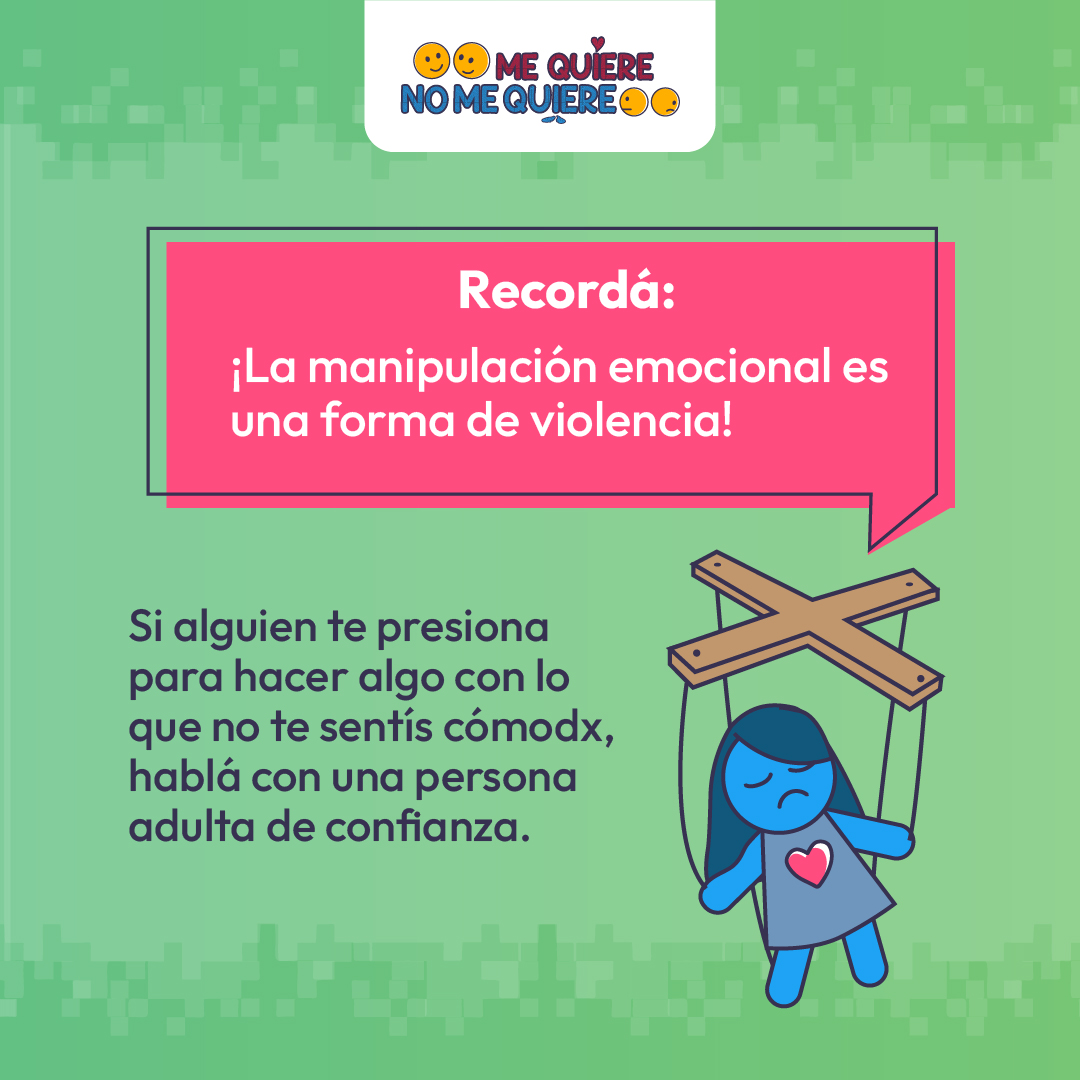 ME QUIERE
NO ME QUIERE
Recordá:
¡La manipulación emocional es
una forma de violencia!
Si alguien te presiona
para hacer algo con lo
que no te sentís cómodx,
hablá con una persona
adulta de confianza.